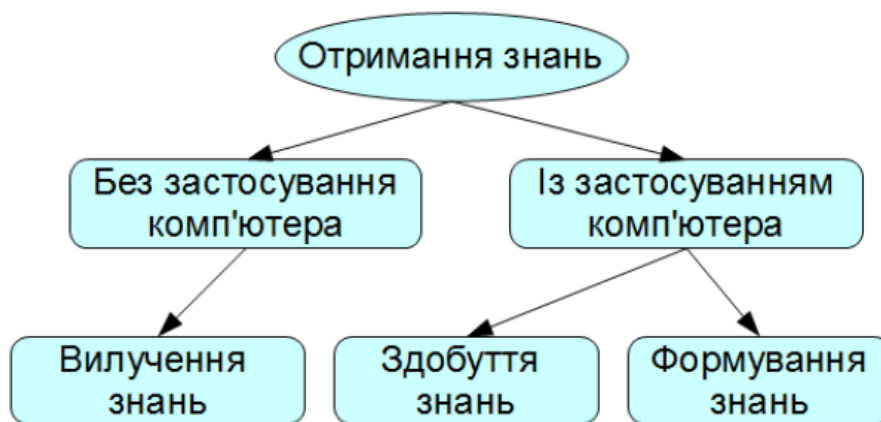 Отримання знань
Без застосування
комп'ютера
Із застосуванням
комп'ютера
Вилучення
знань
Здобуття
знань
Формування
знань